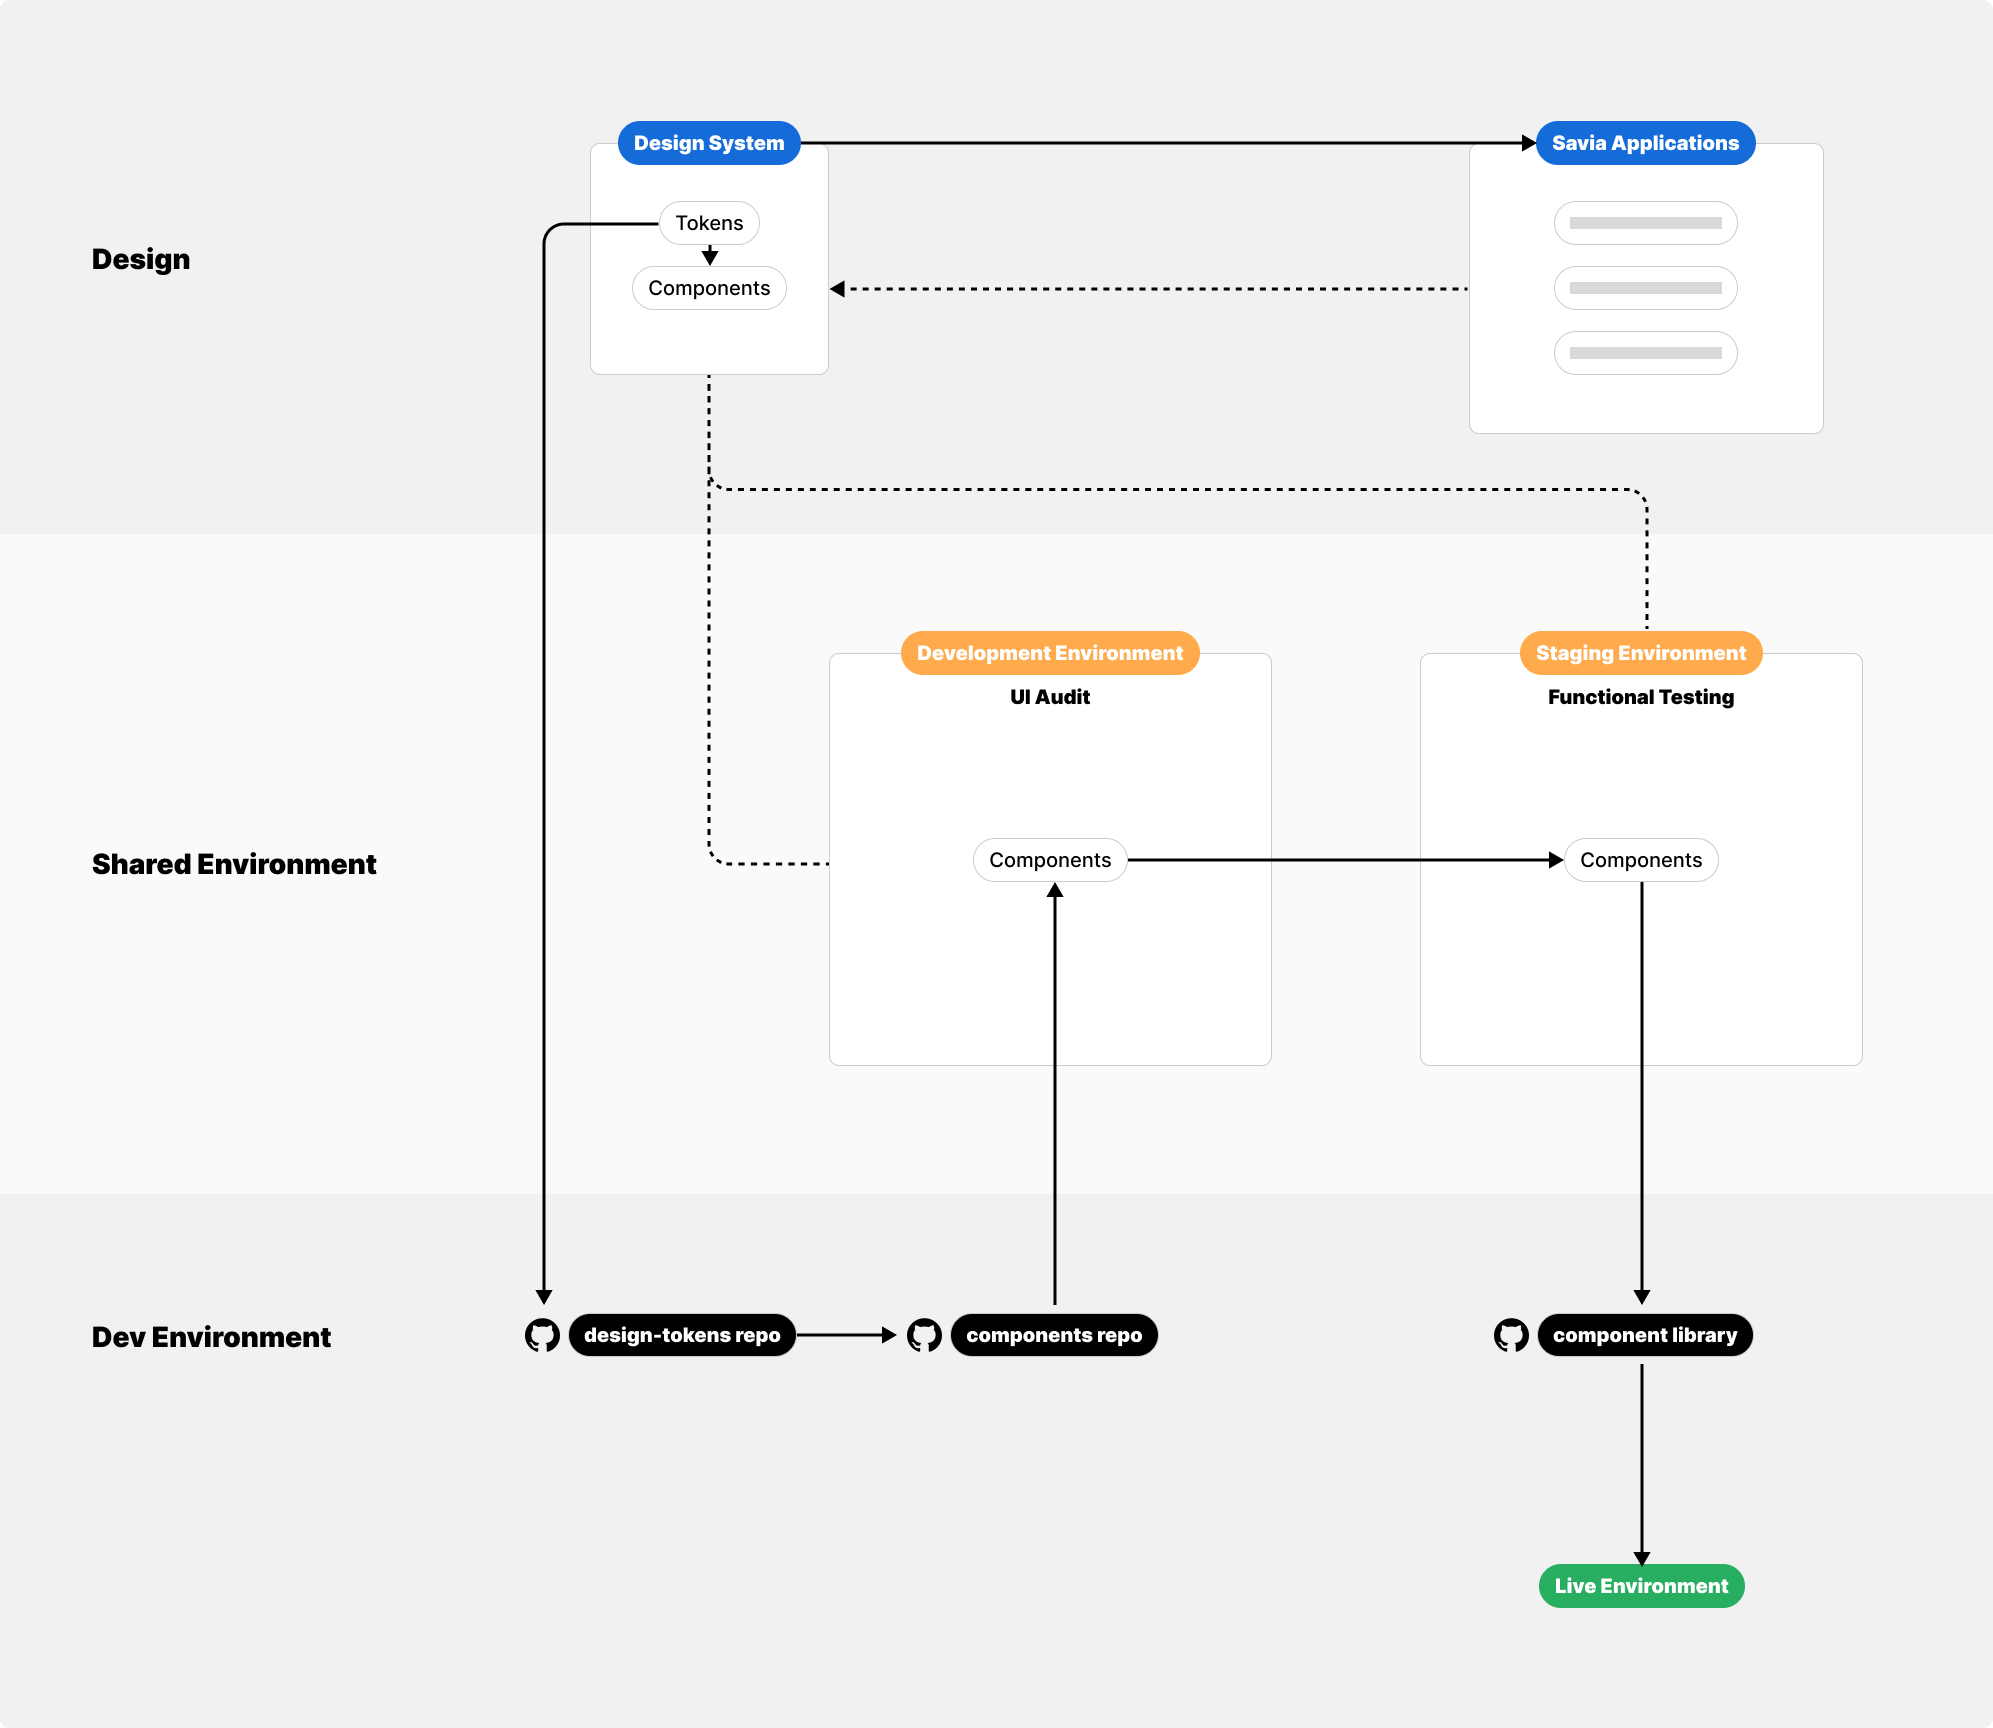 Design System
Savia Applications
Tokens
Design
Components
Development Environment
Staging Environment
UI Audit
Functional Testing
Shared Environment
Components
Components
Dev Environment
design-tokens repo
components repo
component library
Live Environment